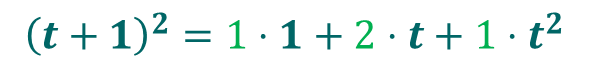 (t + 1)² = 1 · 1 + 2 · t + 1 · t²